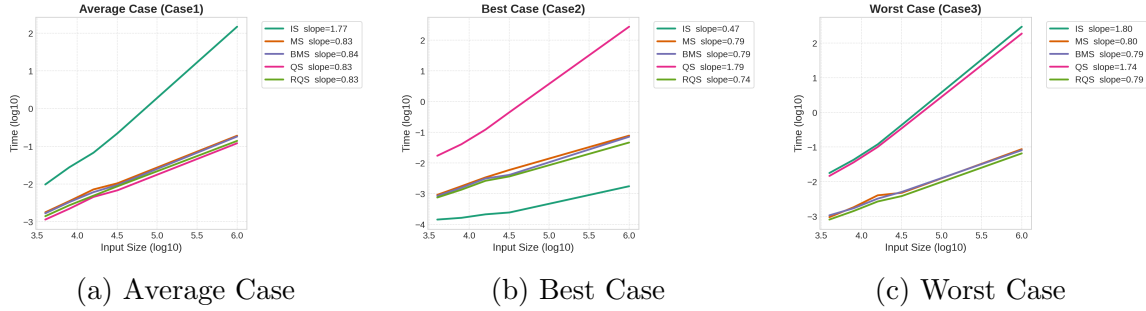 Average Case (Case1)
Time (log10)
2
1
0
−1
−2
−3
3.5 4.0 4.5 5.0 5.5 6.0
Input Size (log10)
IS slope=1.77
MS slope=0.83
BMS slope=0.84
QS slope=0.83
RQS slope=0.83
(a) Average Case
Best Case (Case2)
Time (log10)
2
1
0
−1
−2
−3
−4
3.5 4.0 4.5 5.0 5.5 6.0
Input Size (log10)
IS slope=0.47
MS slope=0.79
BMS slope=0.79
QS slope=1.79
RQS slope=0.74
(b) Best Case
Worst Case (Case3)
Time (log10)
2
1
0
−1
−2
−3
3.5 4.0 4.5 5.0 5.5 6.0
Input Size (log10)
IS slope=1.80
MS slope=0.80
BMS slope=0.79
QS slope=1.74
RQS slope=0.79
(c) Worst Case